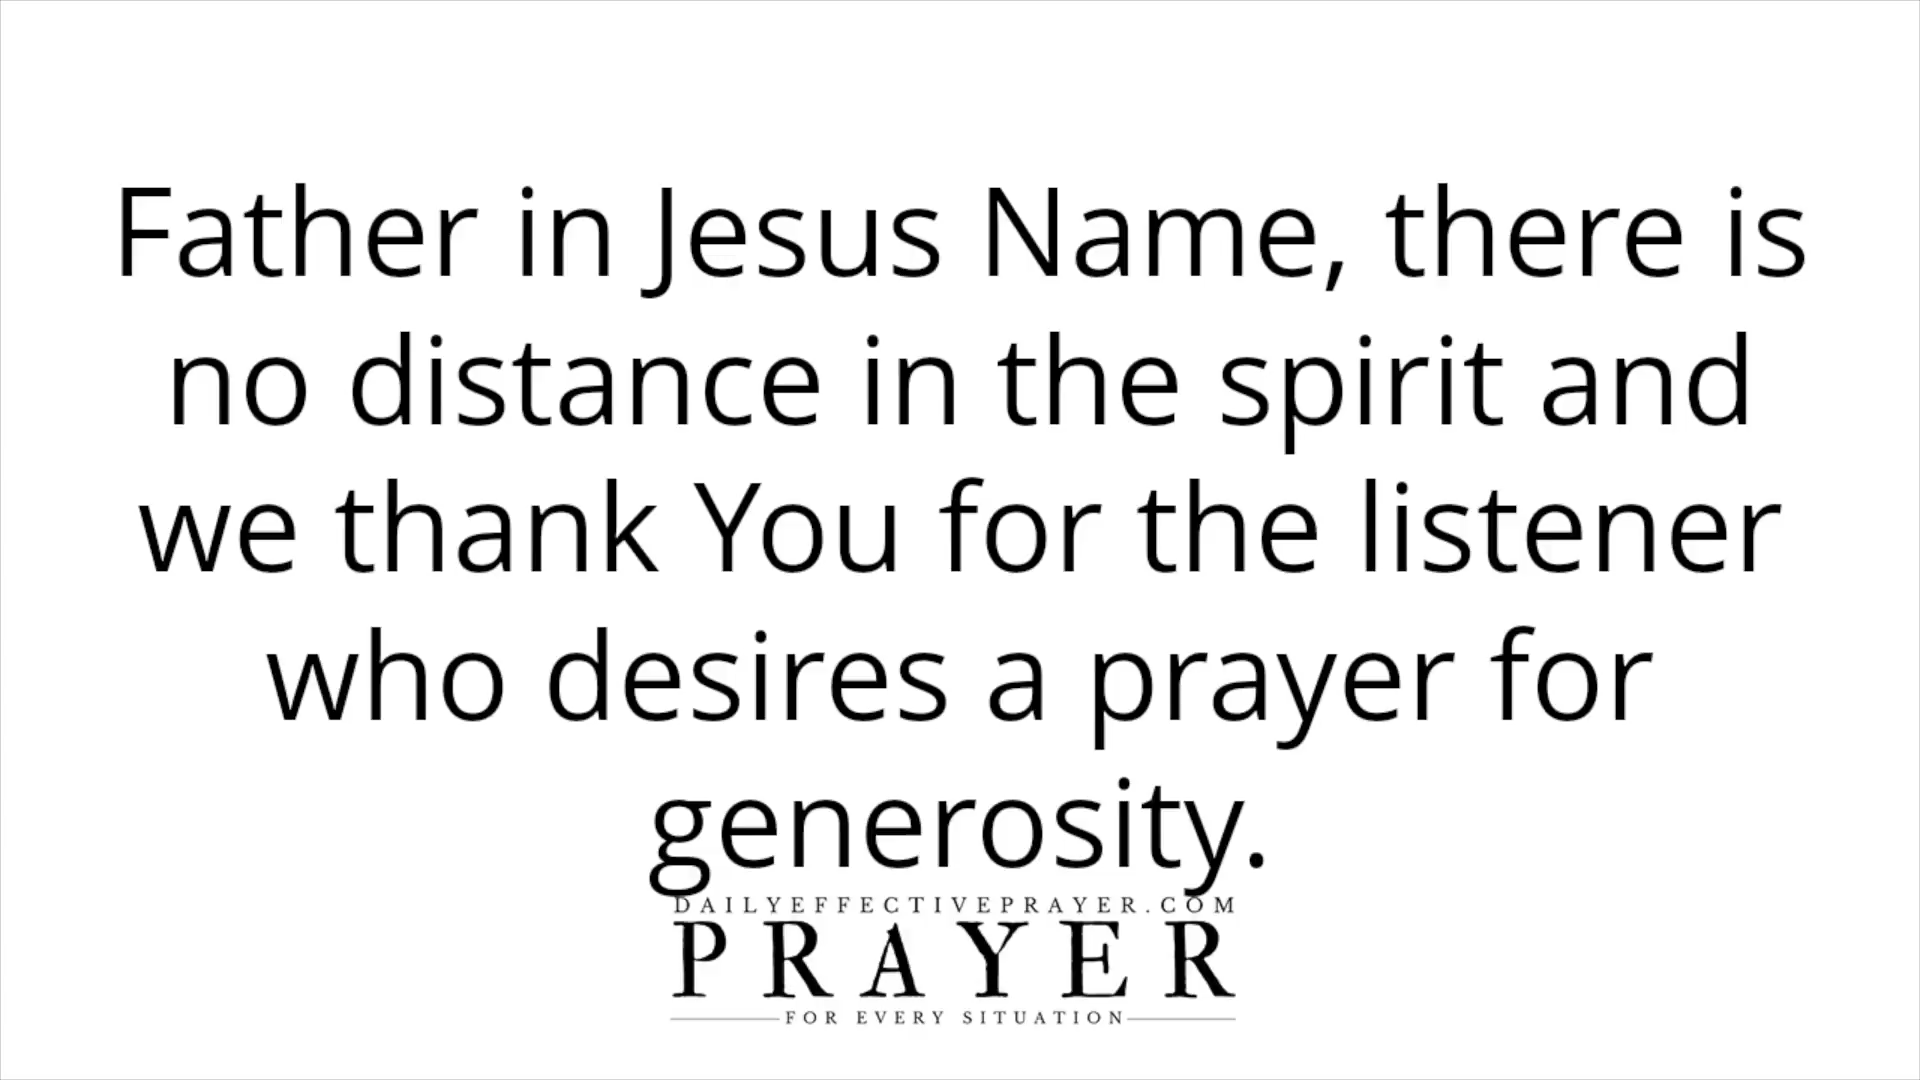 Father in Jesus Name, there is
no distance in the spirit and
we thank You for the listener
who desires a prayer for
generosity.
DAILYEFFECTIVEPRAYER.COM
PRAYER
FOR EVERY SITUATION